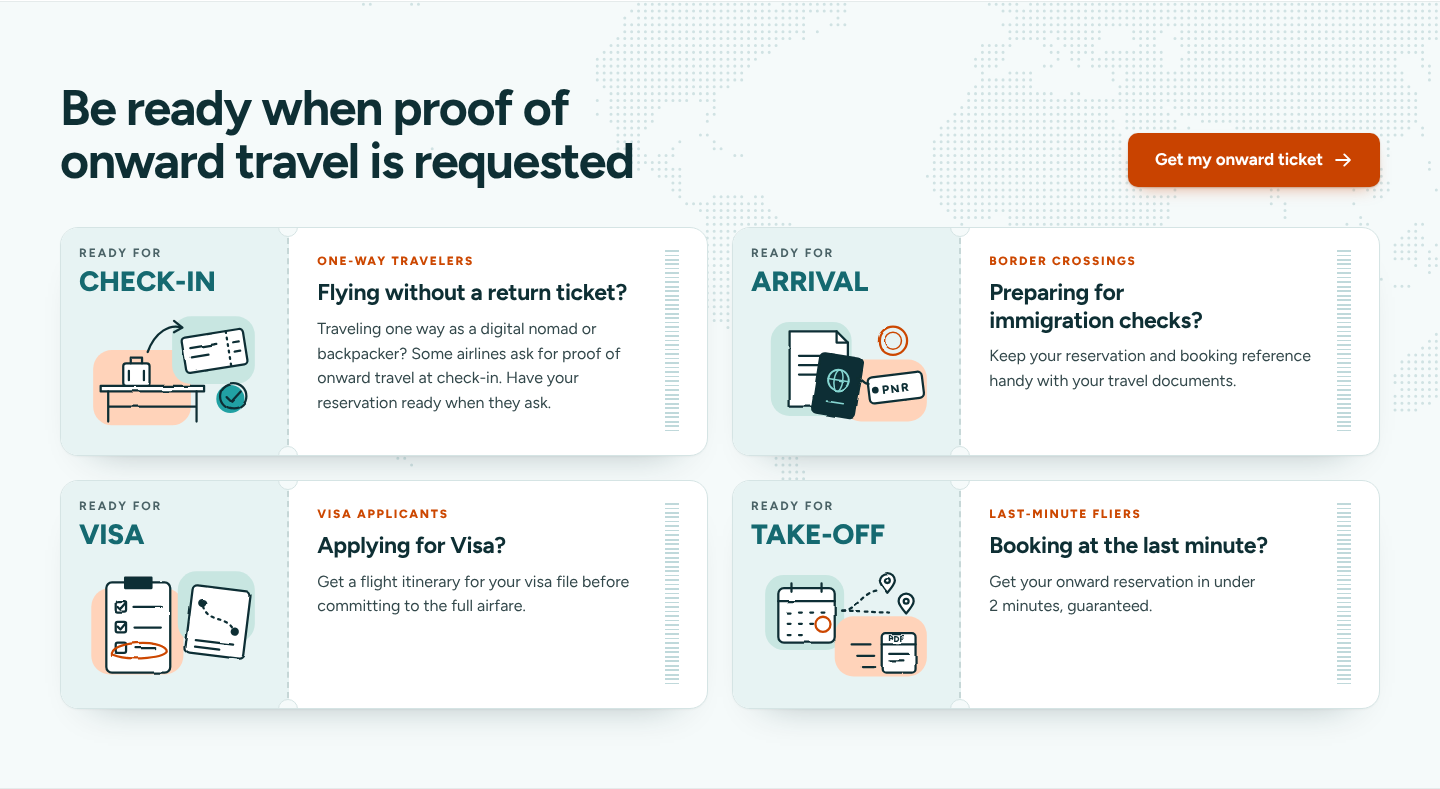 Be ready when proof of
onward travel is requested
Get my onward ticket
READY FOR
CHECK-IN
ONE-WAY TRAVELERS
Flying without a return ticket?
Traveling one way as a digital nomad or
backpacker? Some airlines ask for proof of
onward travel at check-in. Have your
reservation ready when they ask.
READY FOR
ARRIVAL
PNR
BORDER CROSSINGS
Preparing for
immigration checks?
Keep your reservation and booking reference
handy with your travel documents.
READY FOR
VISA
VISA APPLICANTS
Applying for Visa?
Get a flight itinerary for your visa file before
committing to the full airfare.
READY FOR
TAKE-OFF
PDF
LAST-MINUTE FLIERS
Booking at the last minute?
Get your onward reservation in under
2 minutes, guaranteed.